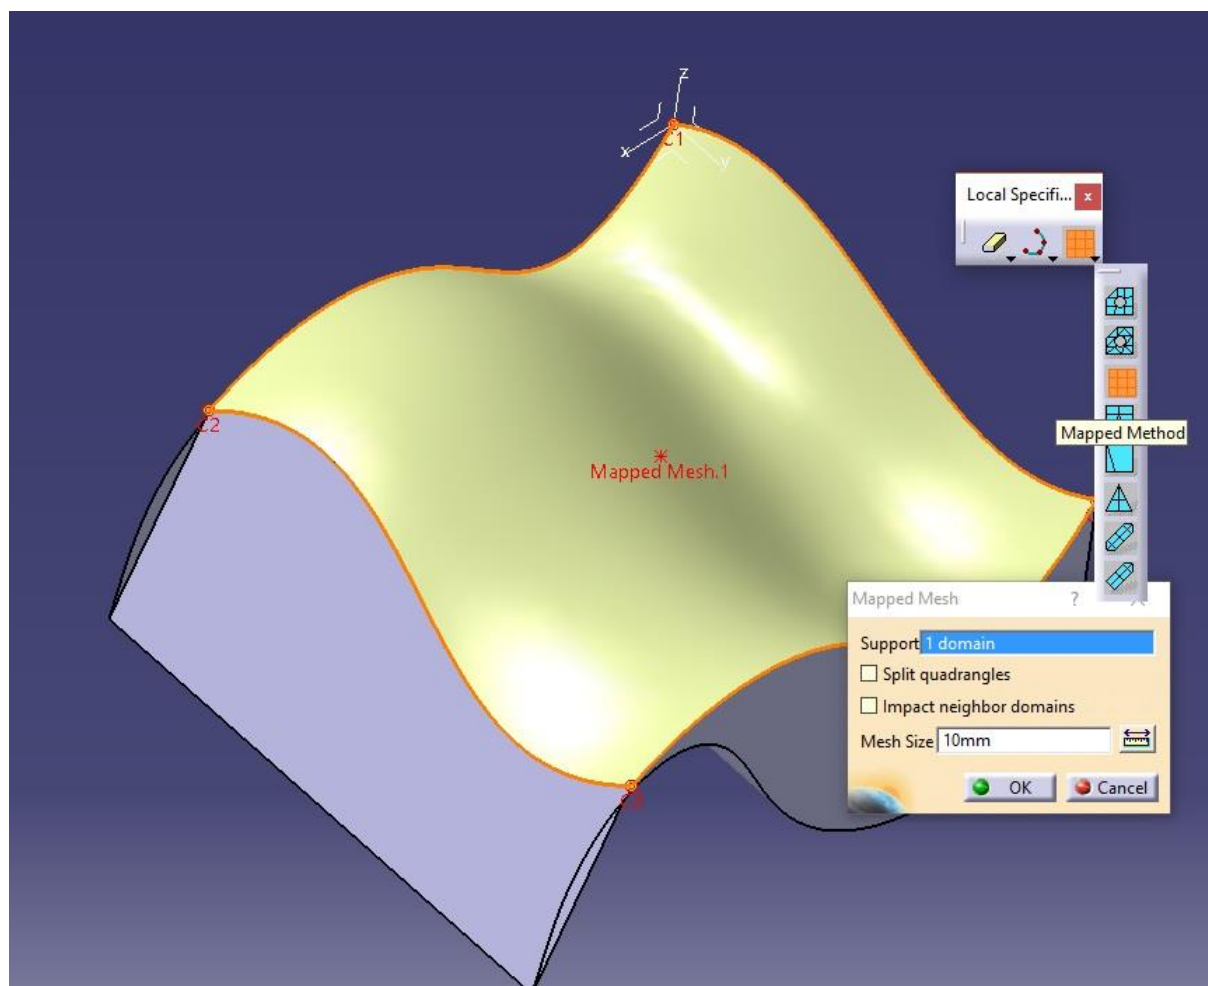 z
C1
x
y
Local Specifi...
x
Mapped Method
C2
Mapped Mesh.1
Mapped Mesh
?
Support 1 domain
Split quadrangles
Impact neighbor domains
Mesh Size 10mm
OK
Cancel
C3